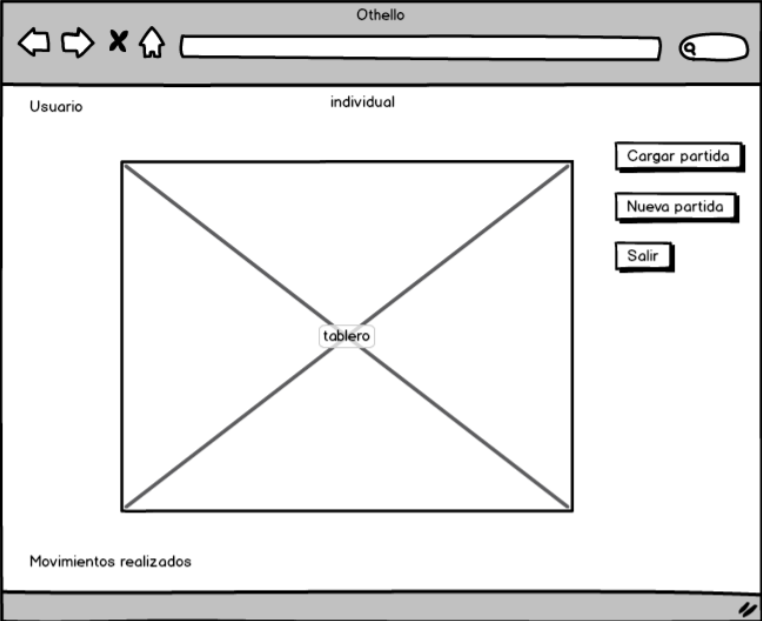 Othello
Usuario
individual
Cargar partida
Nueva partida
Salir
tablero
Movimientos realizados